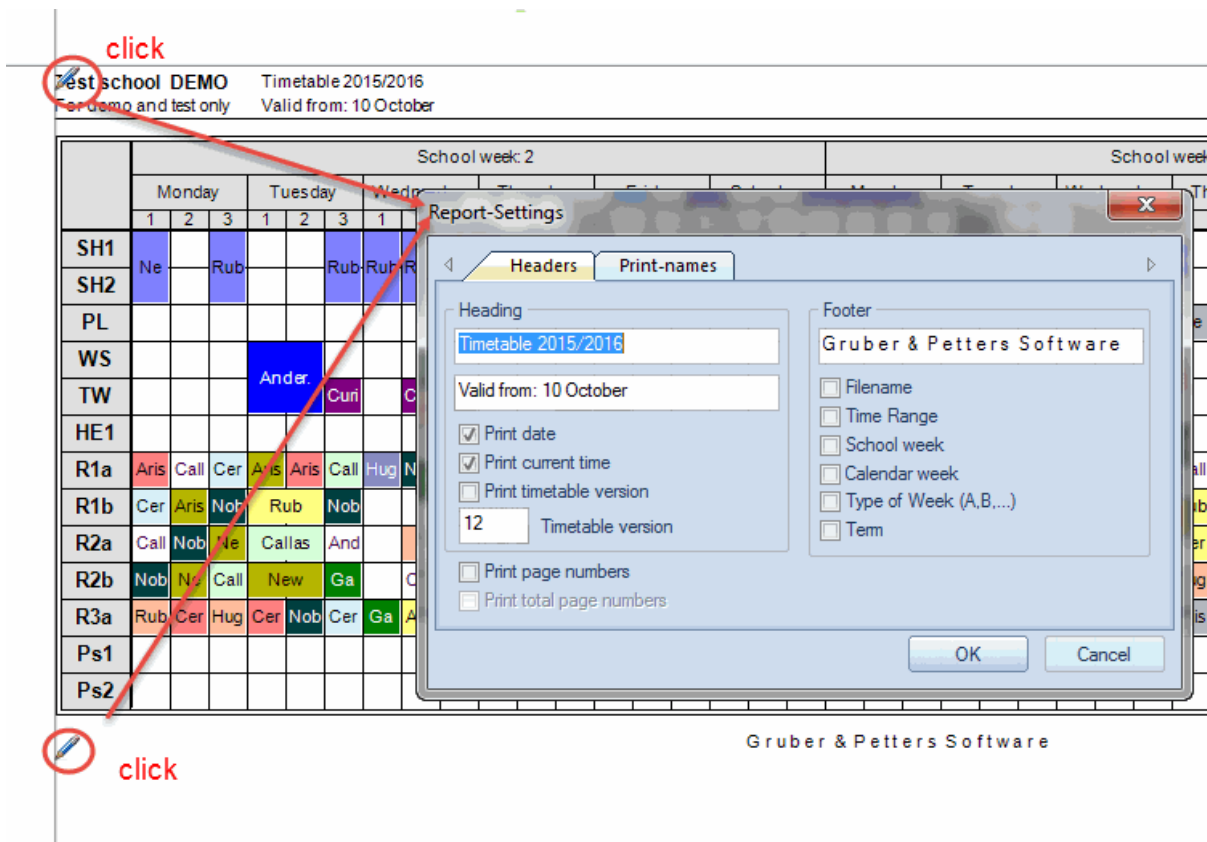 click
Test school DEMO Timetable 2015/2016
For demo and test only Valid from: 10 October
School week: 2 School week
Monday Tuesday
1 2 3 1 2 3 1
Report-Settings
Headers Print-names
Heading
Timetable 2015/2016
Valid from: 10 October
Print date
Print current time
Print timetable version
12 Timetable version
Print page numbers
Print total page numbers
Footer
Gruber & Petters Software
Filename
Time Range
School week
Calendar week
Type of Week (A,B,...)
Term
OK Cancel
SH1
Ne Rub Rub Rub
SH2
PL
WS
Ander.
TW Curi
HE1
R1a Aris Call Cer Aris Aris Call Hug
R1b Cer Aris Nob Rub Nob
R2a Call Nob Ne Callas And
R2b Nob Ne Call New Ga
R3a Rub Cer Hug Cer Nob Cer Ga
Ps1
Ps2
Gruber & Petters Software
click